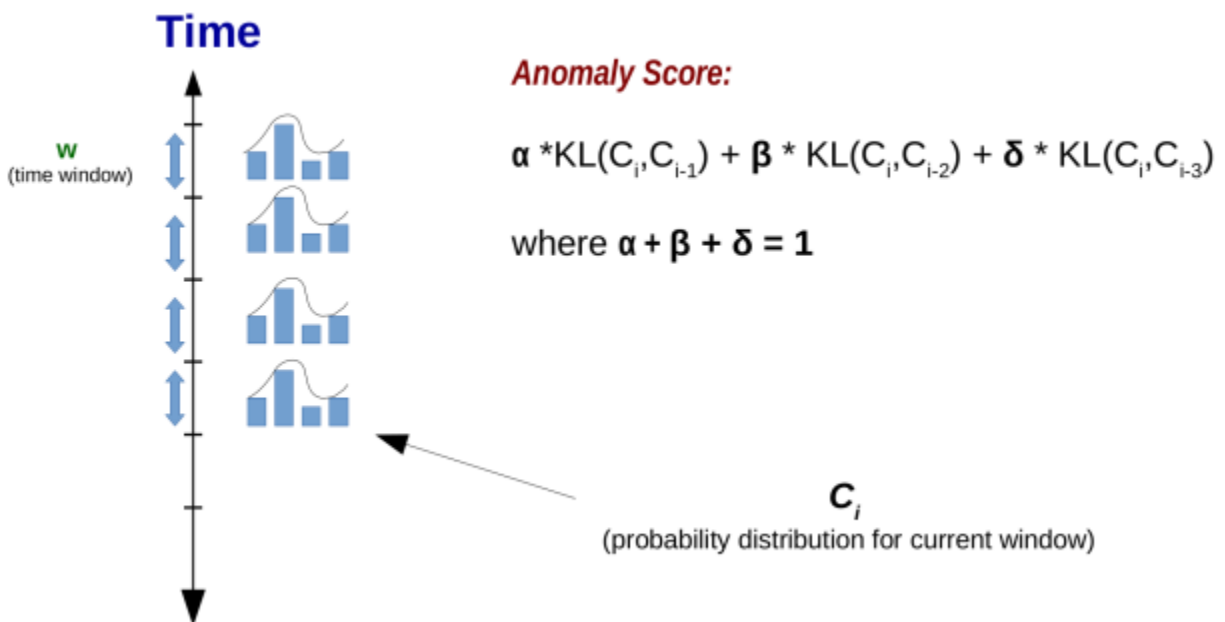 Time
Anomaly Score:
w
(time window)
α *KL(Cᵢ,Cᵢ₋₁) + β * KL(Cᵢ,Cᵢ₋₂) + δ * KL(Cᵢ,Cᵢ₋₃)
where α + β + δ = 1
Cᵢ
(probability distribution for current window)